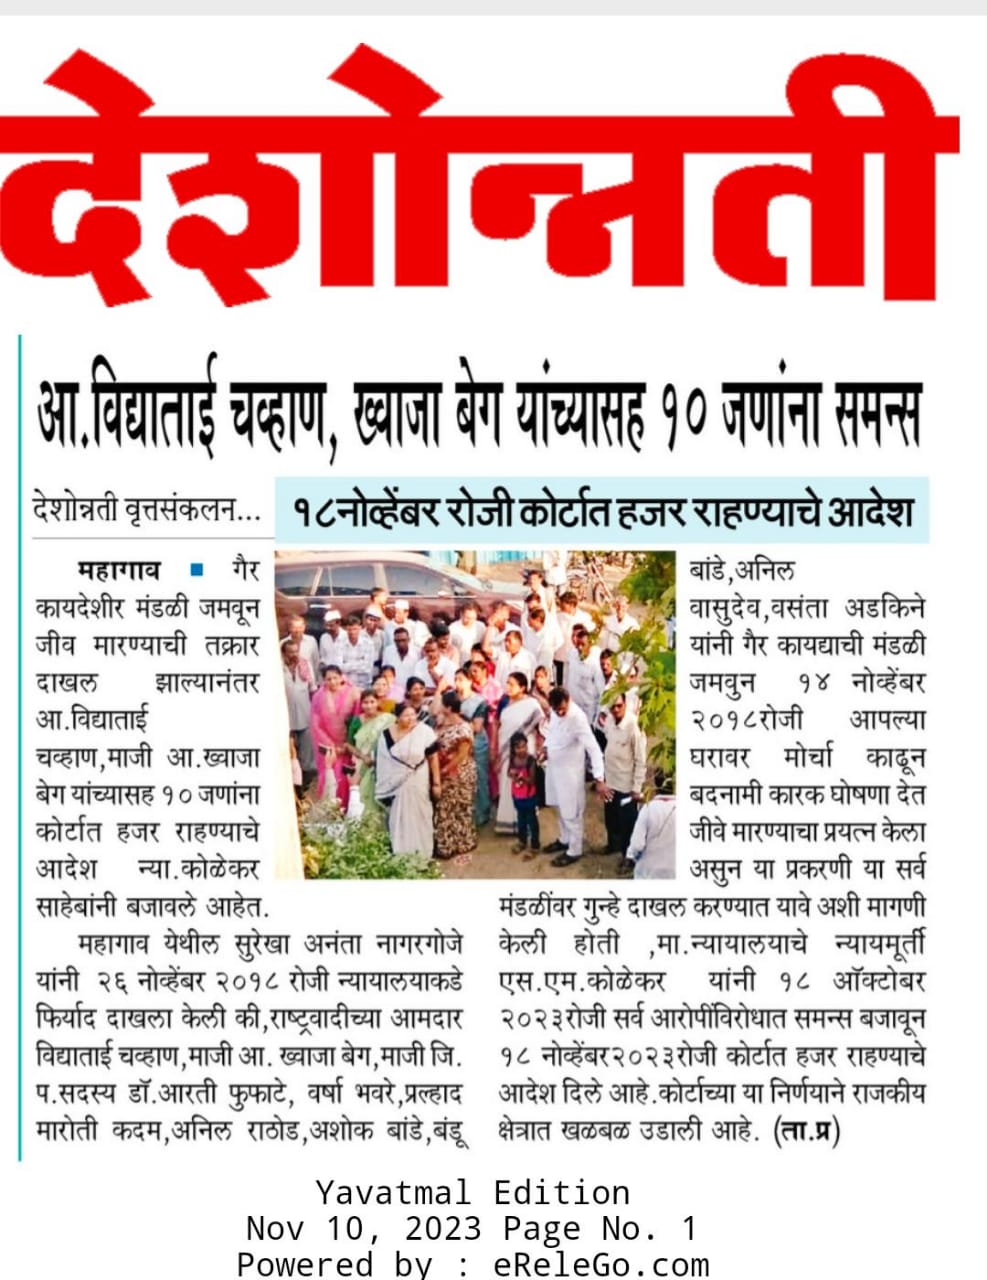 देशोन्नती
आ.विद्याताई चव्हाण, ख्वाजा बेग यांच्यासह १० जणांना समन्स
देशोन्नती वृत्तसंकलन...
१८नोव्हेंबर रोजी कोर्टात हजर राहण्याचे आदेश
महागाव ■ गैर
कायदेशीर मंडळी जमवून
जीव मारण्याची तक्रार
दाखल झाल्यानंतर
आ.विद्याताई
चव्हाण,माजी आ.ख्वाजा
बेग यांच्यासह १० जणांना
कोर्टात हजर राहण्याचे
आदेश न्या.कोळेकर
साहेबांनी बजावले आहेत.
महागाव येथील सुरेखा अनंता नागरगोजे
यांनी २६ नोव्हेंबर २०१८ रोजी न्यायालयाकडे
फिर्याद दाखला केली की,राष्ट्रवादीच्या आमदार
विद्याताई चव्हाण,माजी आ. ख्वाजा बेग,माजी जि.
प.सदस्य डॉ.आरती फुफाटे, वर्षा भवरे,प्रल्हाद
मारोती कदम,अनिल राठोड,अशोक बांडे,बंडू
बांडे,अनिल
वासुदेव,वसंता अडकिने
यांनी गैर कायद्याची मंडळी
जमवुन १४ नोव्हेंबर
२०१८रोजी आपल्या
घरावर मोर्चा काढून
बदनामी कारक घोषणा देत
जीवे मारण्याचा प्रयत्न केला
असुन या प्रकरणी या सर्व
मंडळींवर गुन्हे दाखल करण्यात यावे अशी मागणी
केली होती ,मा.न्यायालयाचे न्यायमूर्ती
एस.एम.कोळेकर यांनी १८ ऑक्टोबर
२०२३रोजी सर्व आरोपींविरोधात समन्स बजावून
१८ नोव्हेंबर२०२३रोजी कोर्टात हजर राहण्याचे
आदेश दिले आहे.कोर्टाच्या या निर्णयाने राजकीय
क्षेत्रात खळबळ उडाली आहे. (ता.प्र)
Yavatmal Edition
Nov 10, 2023 Page No. 1
Powered by : eReleGo.com